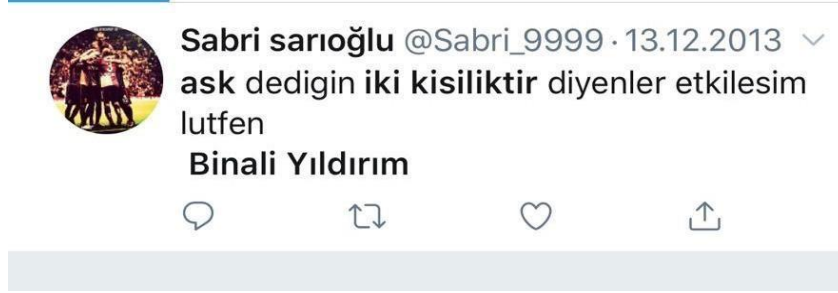 Sabri sarıoğlu @Sabri_9999 · 13.12.2013
ask dedigin iki kisiliktir diyenler etkilesim
lutfen
Binali Yıldırım